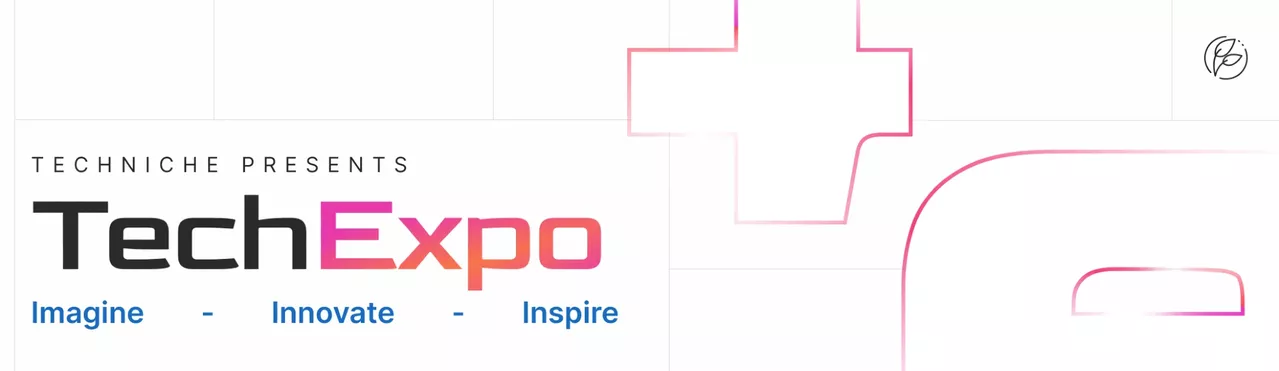 TECHNICHE PRESENTS
TechExpo
Imagine - Innovate - Inspire